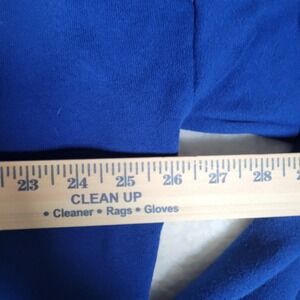 23 24 25 26 27 28
CLEAN UP
• Cleaner • Rags • Gloves